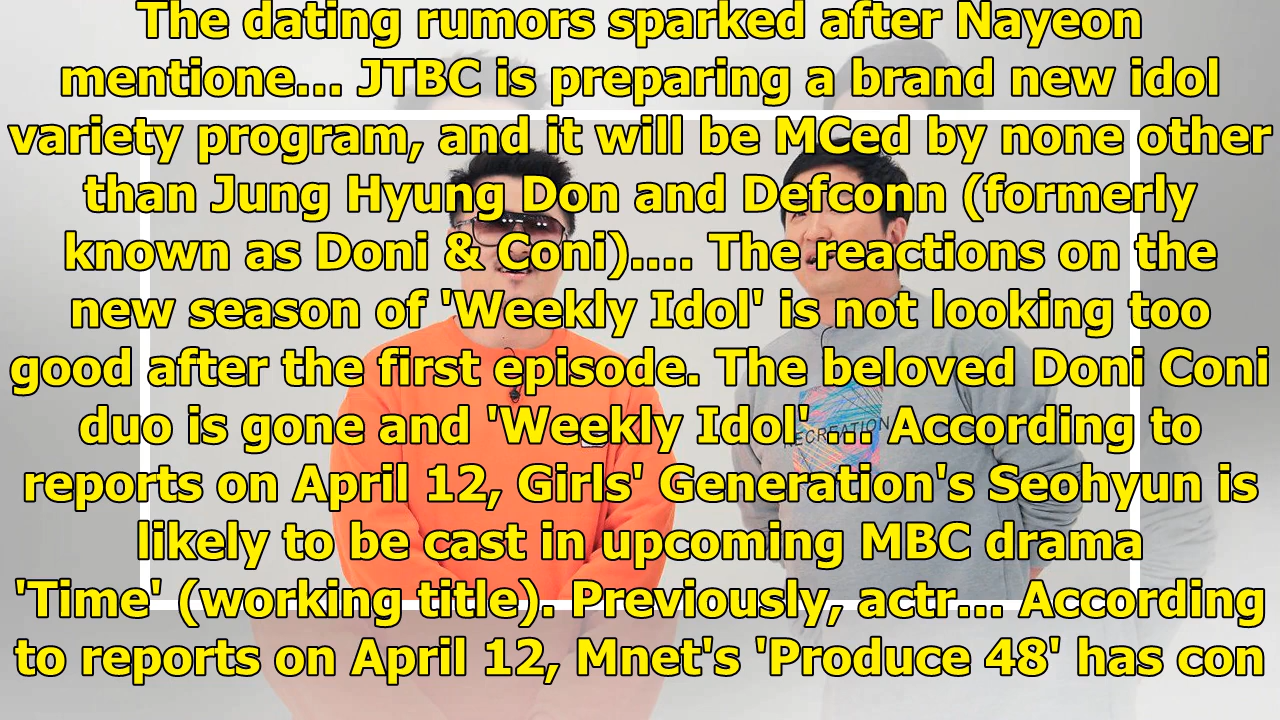 The dating rumors sparked after Nayeon
mentione... JTBC is preparing a brand new idol
variety program, and it will be MCed by none other
than Jung Hyung Don and Defconn (formerly
known as Doni & Coni).... The reactions on the
new season of 'Weekly Idol' is not looking too
good after the first episode. The beloved Doni Coni
duo is gone and 'Weekly Idol' ... According to
RECREATION
reports on April 12, Girls' Generation's Seohyun is
likely to be cast in upcoming MBC drama
'Time' (working title). Previously, actr... According
to reports on April 12, Mnet's 'Produce 48' has con